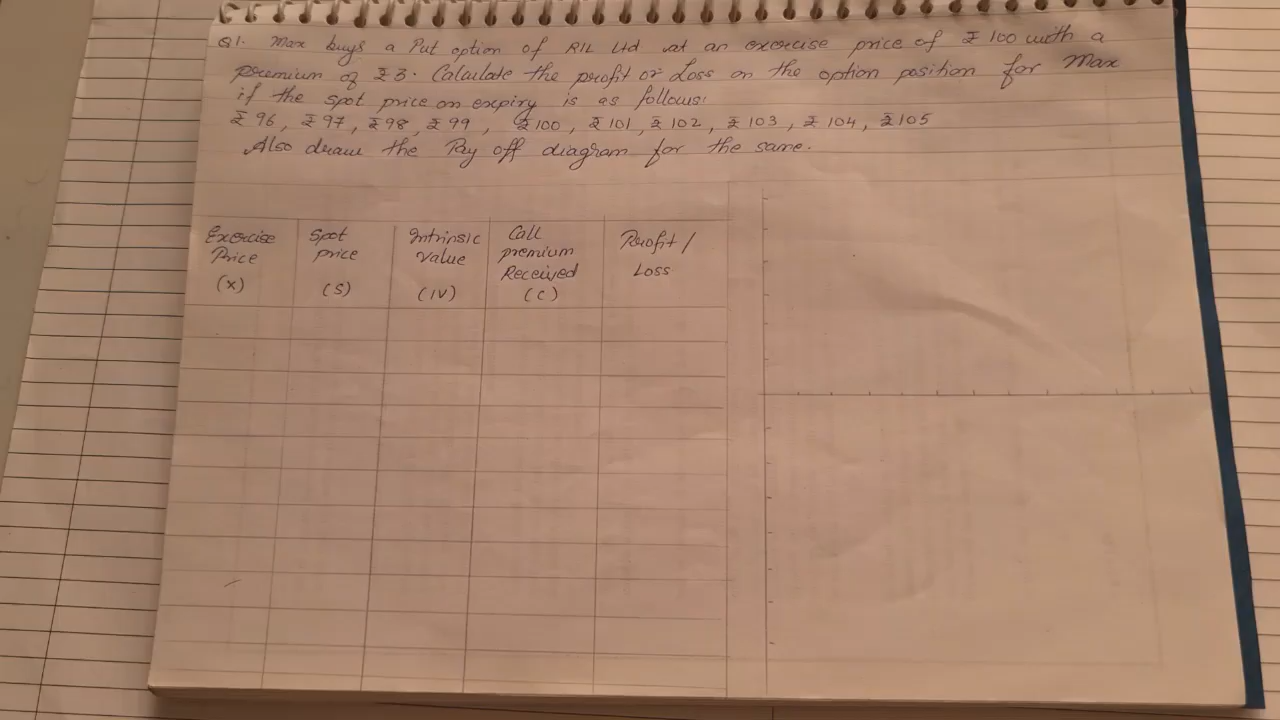 Q1. Max buys a Put option of RIL Ltd at an exercise price of ₹ 100 with a
premium of ₹ 3. Calculate the profit or Loss on the option position for Max
if the spot price on expiry is as follows:
₹ 96, ₹ 97, ₹ 98, ₹ 99, ₹ 100, ₹ 101, ₹ 102, ₹ 103, ₹ 104, ₹ 105
Also draw the Pay off diagram for the same.
Exercise Price (X)
Spot price (S)
Intrinsic value (IV)
Call premium Received (C)
Profit / Loss